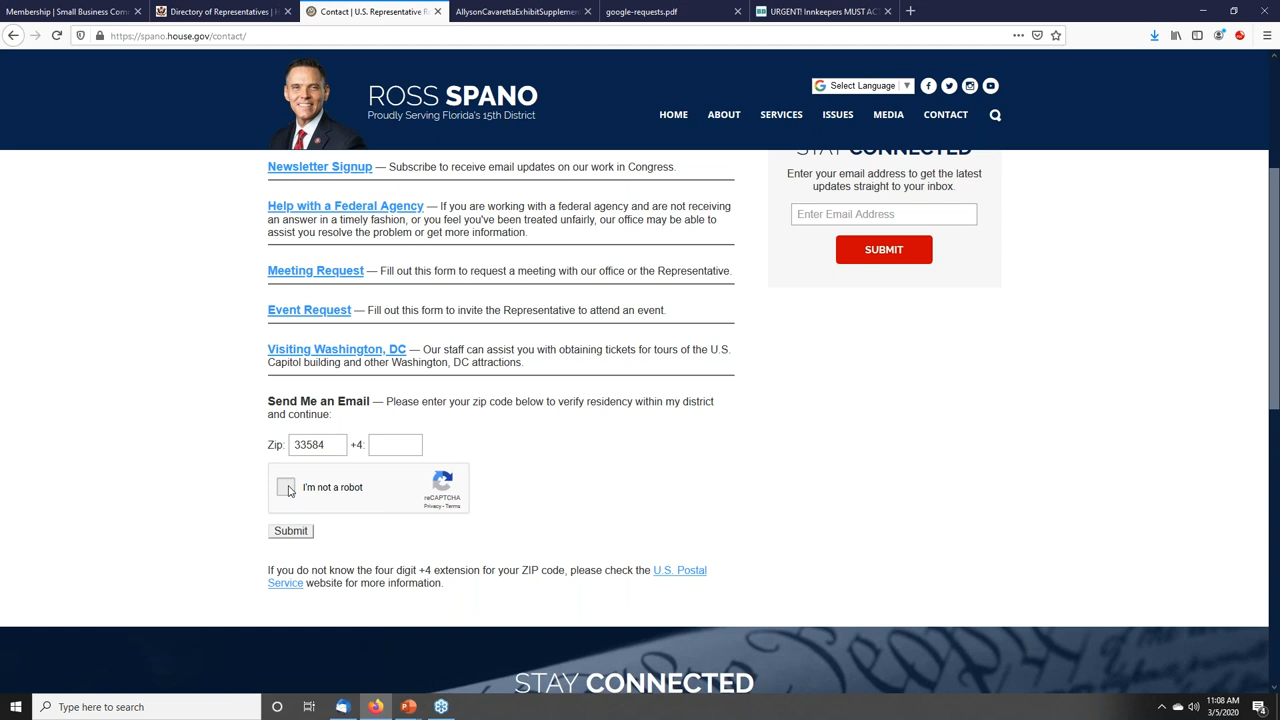 Membership | Small Business Com
Directory of Representatives | H
Contact | U.S. Representative R
AllysonCavarettaExhibitSupplemen
google-requests.pdf
URGENT! Innkeepers MUST AC
https://spano.house.gov/contact/
ROSS SPANO
Proudly Serving Florida's 15th District
Select Language
HOME ABOUT SERVICES ISSUES MEDIA CONTACT
STAY CONNECTED
Enter your email address to get the latest
updates straight to your inbox.
Enter Email Address
SUBMIT
Newsletter Signup — Subscribe to receive email updates on our work in Congress.
Help with a Federal Agency — If you are working with a federal agency and are not receiving
an answer in a timely fashion, or you feel you've been treated unfairly, our office may be able to
assist you resolve the problem or get more information.
Meeting Request — Fill out this form to request a meeting with our office or the Representative.
Event Request — Fill out this form to invite the Representative to attend an event.
Visiting Washington, DC — Our staff can assist you with obtaining tickets for tours of the U.S.
Capitol building and other Washington, DC attractions.
Send Me an Email — Please enter your zip code below to verify residency within my district
and continue:
Zip: 33584 +4:
I'm not a robot
reCAPTCHA
Privacy - Terms
Submit
If you do not know the four digit +4 extension for your ZIP code, please check the U.S. Postal
Service website for more information.
STAY CONNECTED
Type here to search
11:08 AM
3/5/2020
4